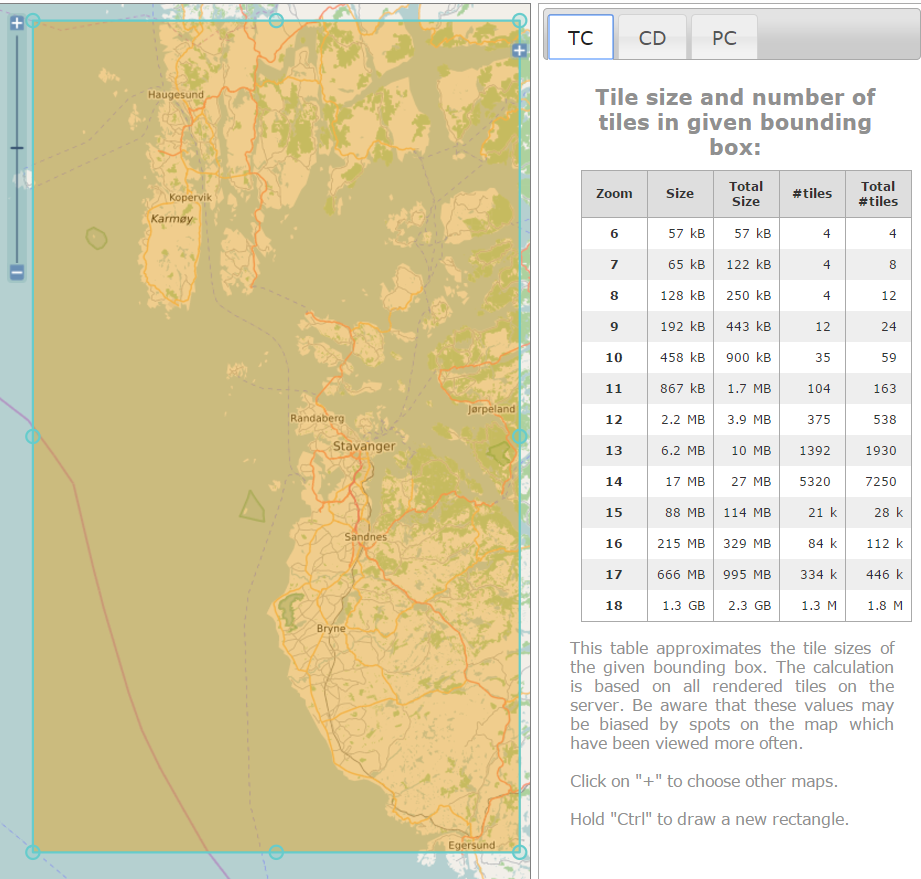 Haugesund
Kopervik
Karmøy
Randaberg
Jørpeland
Stavanger
Sandnes
Bryne
Egersund
TC CD PC
Tile size and number of
tiles in given bounding
box:
Zoom Size Total Size #tiles Total #tiles
6 57 kB 57 kB 4 4
7 65 kB 122 kB 4 8
8 128 kB 250 kB 4 12
9 192 kB 443 kB 12 24
10 458 kB 900 kB 35 59
11 867 kB 1.7 MB 104 163
12 2.2 MB 3.9 MB 375 538
13 6.2 MB 10 MB 1392 1930
14 17 MB 27 MB 5320 7250
15 88 MB 114 MB 21 k 28 k
16 215 MB 329 MB 84 k 112 k
17 666 MB 995 MB 334 k 446 k
18 1.3 GB 2.3 GB 1.3 M 1.8 M
This table approximates the tile sizes of
the given bounding box. The calculation
is based on all rendered tiles on the
server. Be aware that these values may
be biased by spots on the map which
have been viewed more often.
Click on "+" to choose other maps.
Hold "Ctrl" to draw a new rectangle.